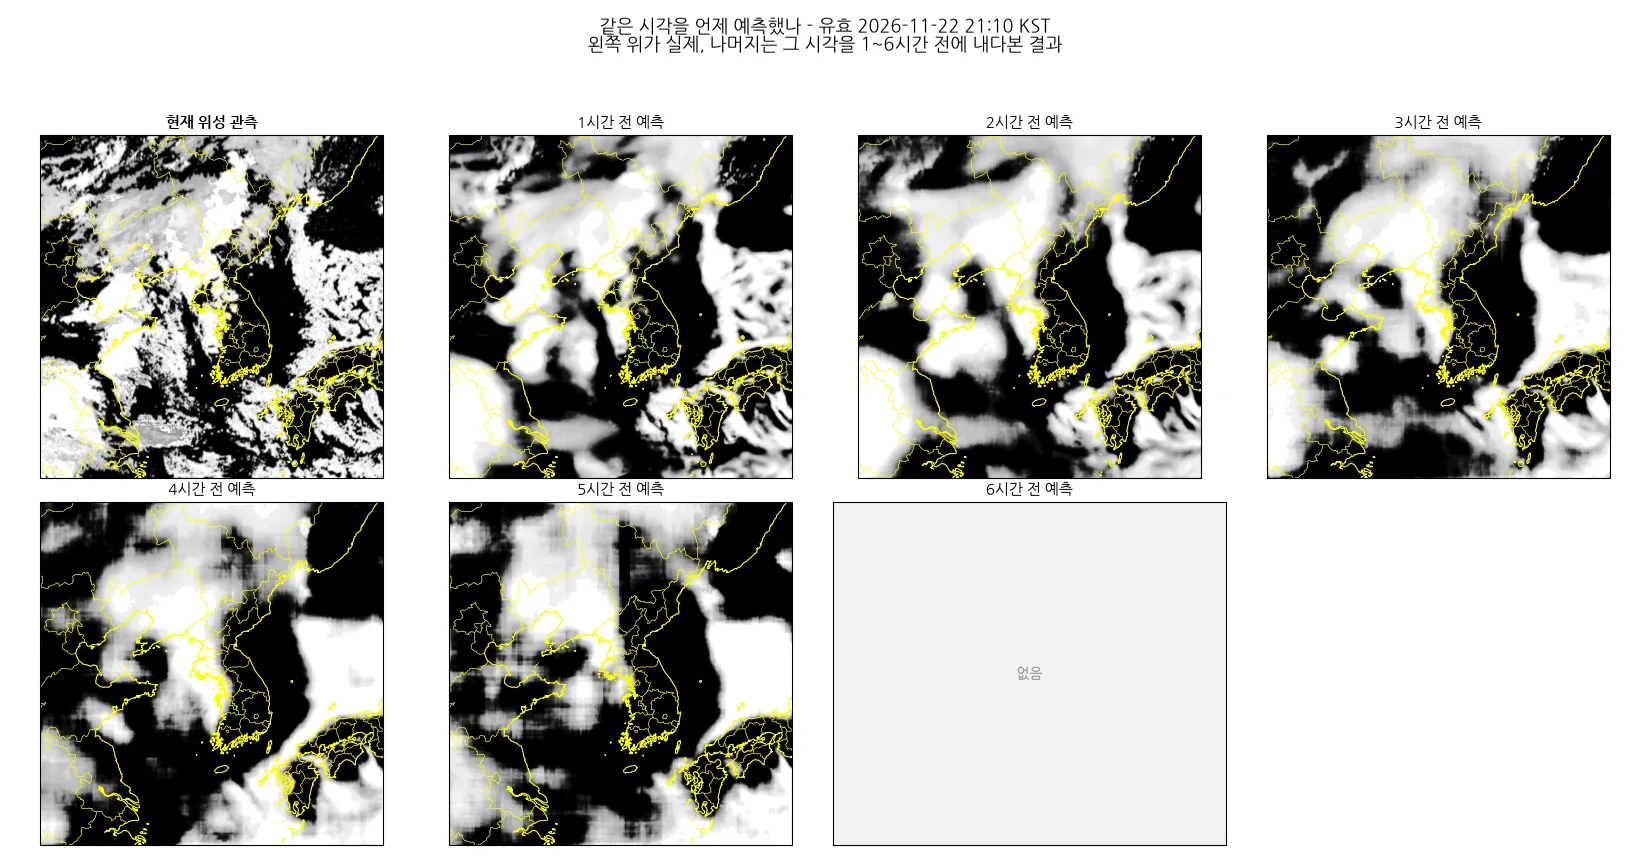 같은 시각을 언제 예측했나 - 유효 2026-11-22 21:10 KST
왼쪽 위가 실제, 나머지는 그 시각을 1~6시간 전에 내다본 결과
현재 위성 관측
1시간 전 예측
2시간 전 예측
3시간 전 예측
4시간 전 예측
5시간 전 예측
6시간 전 예측
없음